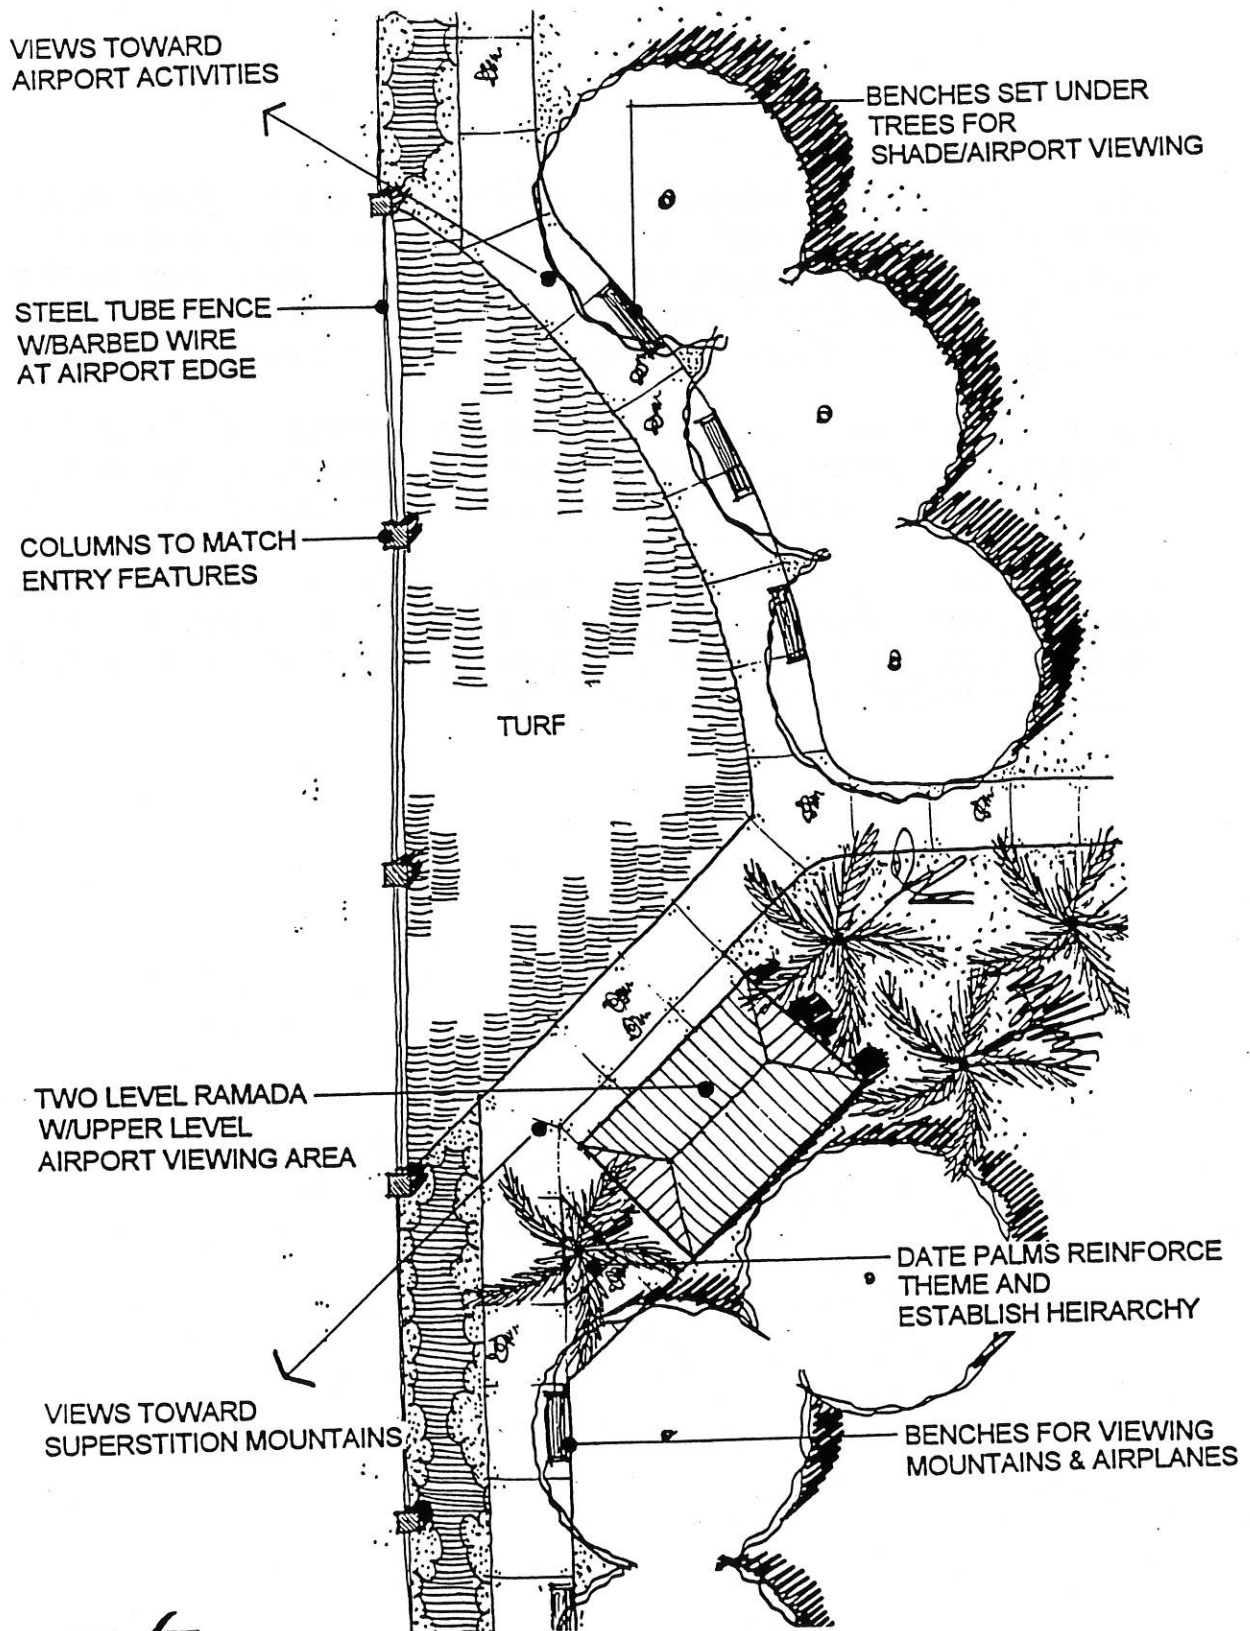 VIEWS TOWARD
AIRPORT ACTIVITIES
BENCHES SET UNDER
TREES FOR
SHADE/AIRPORT VIEWING
STEEL TUBE FENCE
W/BARBED WIRE
AT AIRPORT EDGE
COLUMNS TO MATCH
ENTRY FEATURES
TURF
TWO LEVEL RAMADA
W/UPPER LEVEL
AIRPORT VIEWING AREA
DATE PALMS REINFORCE
THEME AND
ESTABLISH HEIRARCHY
VIEWS TOWARD
SUPERSTITION MOUNTAINS
BENCHES FOR VIEWING
MOUNTAINS & AIRPLANES